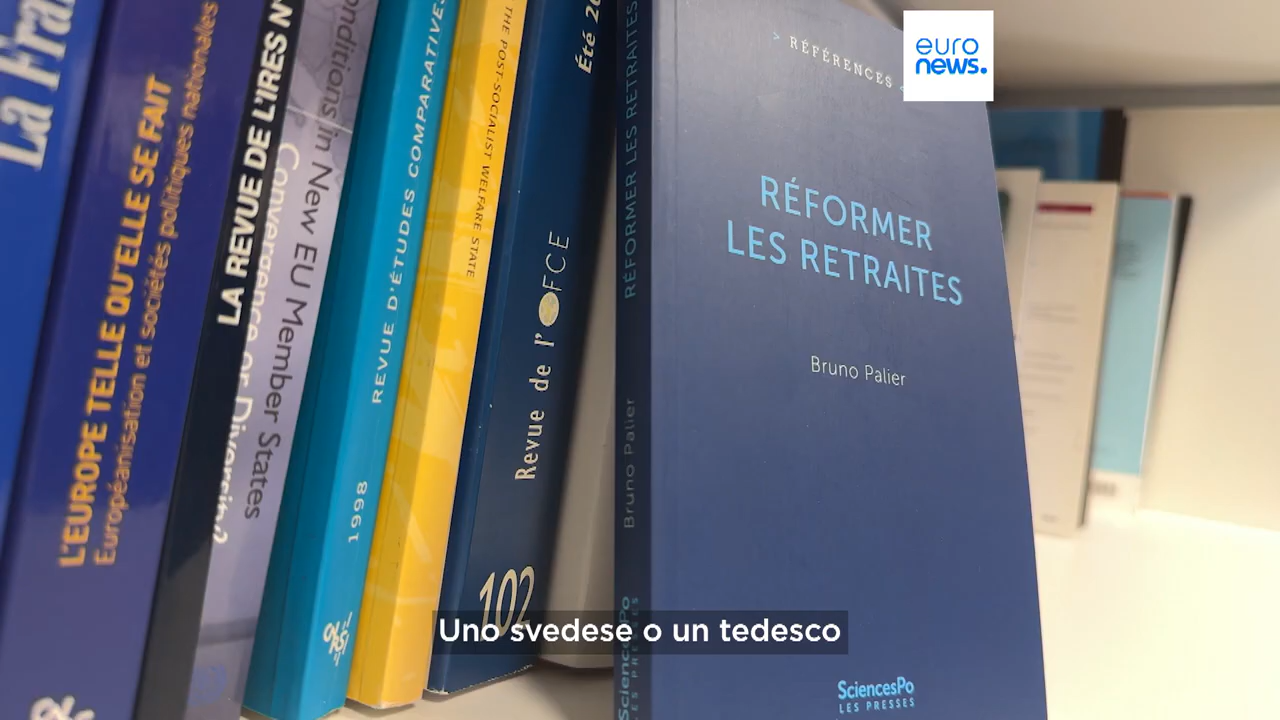 La Fra
L'EUROPE TELLE QU'ELLE SE FAIT
Européanisation et sociétés politiques nationales
LA REVUE DE L'IRES N°
onditions in New EU Member States
Convergence or Diversity?
REVUE D'ÉTUDES COMPARATIVES
1998
THE POST-SOCIALIST WELFARE STATE
Été 20
Revue de l'OFCE
102
RÉFORMER LES RETRAITES
Bruno Palier
SciencesPo
LES PRESSES
> RÉFÉRENCES <
RÉFORMER
LES RETRAITES
Bruno Palier
SciencesPo
LES PRESSES
euro
news.
Uno svedese o un tedesco